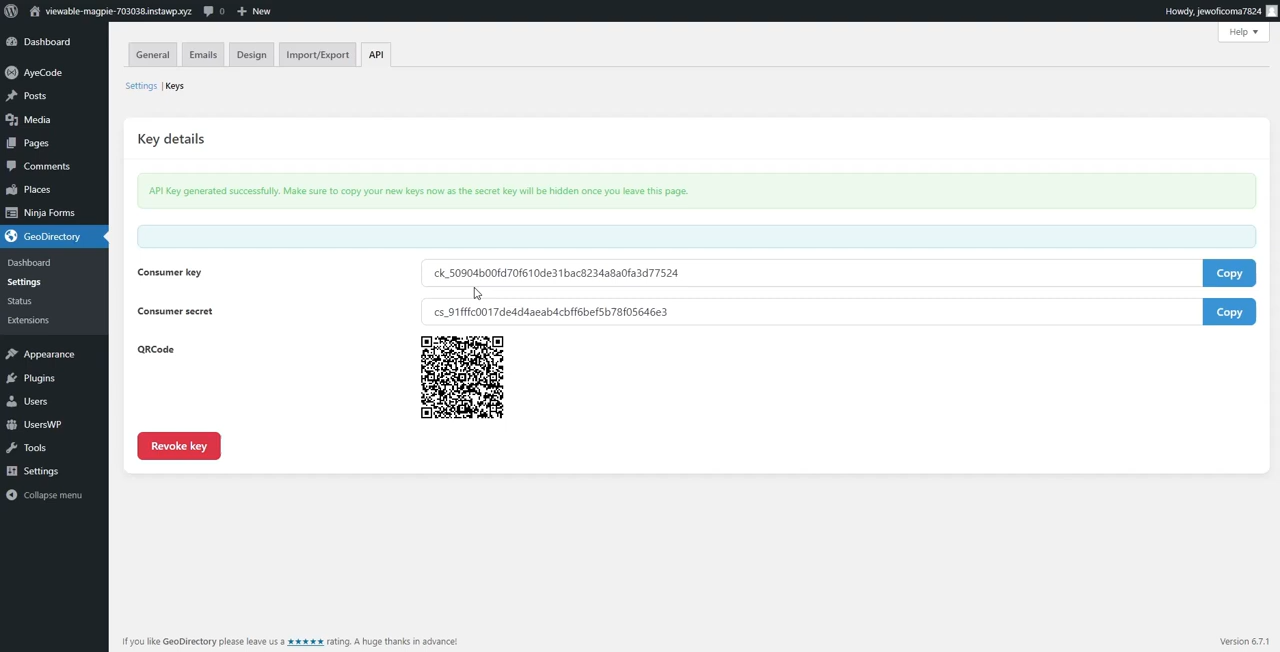 viewable-magpie-703038.instawp.xyz 0 New Howdy, jewoficoma7824
Help
Dashboard
AyeCode
Posts
Media
Pages
Comments
Places
Ninja Forms
GeoDirectory
Dashboard
Settings
Status
Extensions
Appearance
Plugins
Users
UsersWP
Tools
Settings
Collapse menu
General Emails Design Import/Export API
Settings | Keys
Key details
API Key generated successfully. Make sure to copy your new keys now as the secret key will be hidden once you leave this page.
Consumer key ck_50904b00fd70f610de31bac8234a8a0fa3d77524 Copy
Consumer secret cs_91fffc0017de4d4aeab4cbff6bef5b78f05646e3 Copy
QRCode
Revoke key
If you like GeoDirectory please leave us a ★★★★★ rating. A huge thanks in advance!
Version 6.7.1